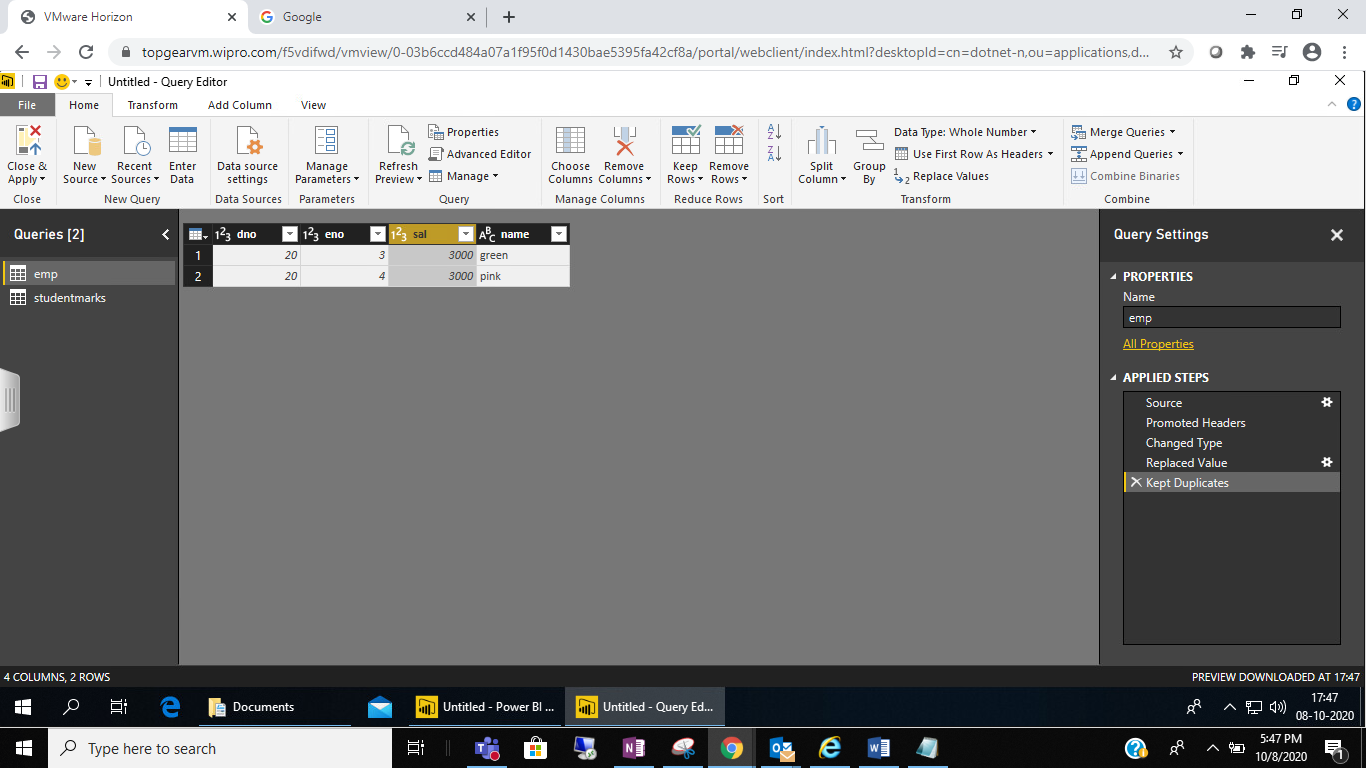 VMware Horizon
Google
topgearvm.wipro.com/f5vdifwd/vmview/0-03b6ccd484a07a1f95f0d1430bae5395fa42cf8a/portal/webclient/index.html?desktopId=cn=dotnet-n,ou=applications,d...
Untitled - Query Editor
File Home Transform Add Column View
Close & Apply
New Source
Recent Sources
Enter Data
Data source settings
Manage Parameters
Refresh Preview
Properties
Advanced Editor
Manage
Choose Columns
Remove Columns
Keep Rows
Remove Rows
Split Column
Group By
Data Type: Whole Number
Use First Row As Headers
Replace Values
Merge Queries
Append Queries
Combine Binaries
Close New Query Data Sources Parameters Query Manage Columns Reduce Rows Sort Transform Combine
Queries [2]
emp
studentmarks
123 dno 123 eno 123 sal ABC name
1 20 3 3000 green
2 20 4 3000 pink
Query Settings
PROPERTIES
Name
emp
All Properties
APPLIED STEPS
Source
Promoted Headers
Changed Type
Replaced Value
Kept Duplicates
4 COLUMNS, 2 ROWS
PREVIEW DOWNLOADED AT 17:47
Documents
Untitled - Power BI ...
Untitled - Query Ed...
17:47
08-10-2020
Type here to search
5:47 PM
10/8/2020
1